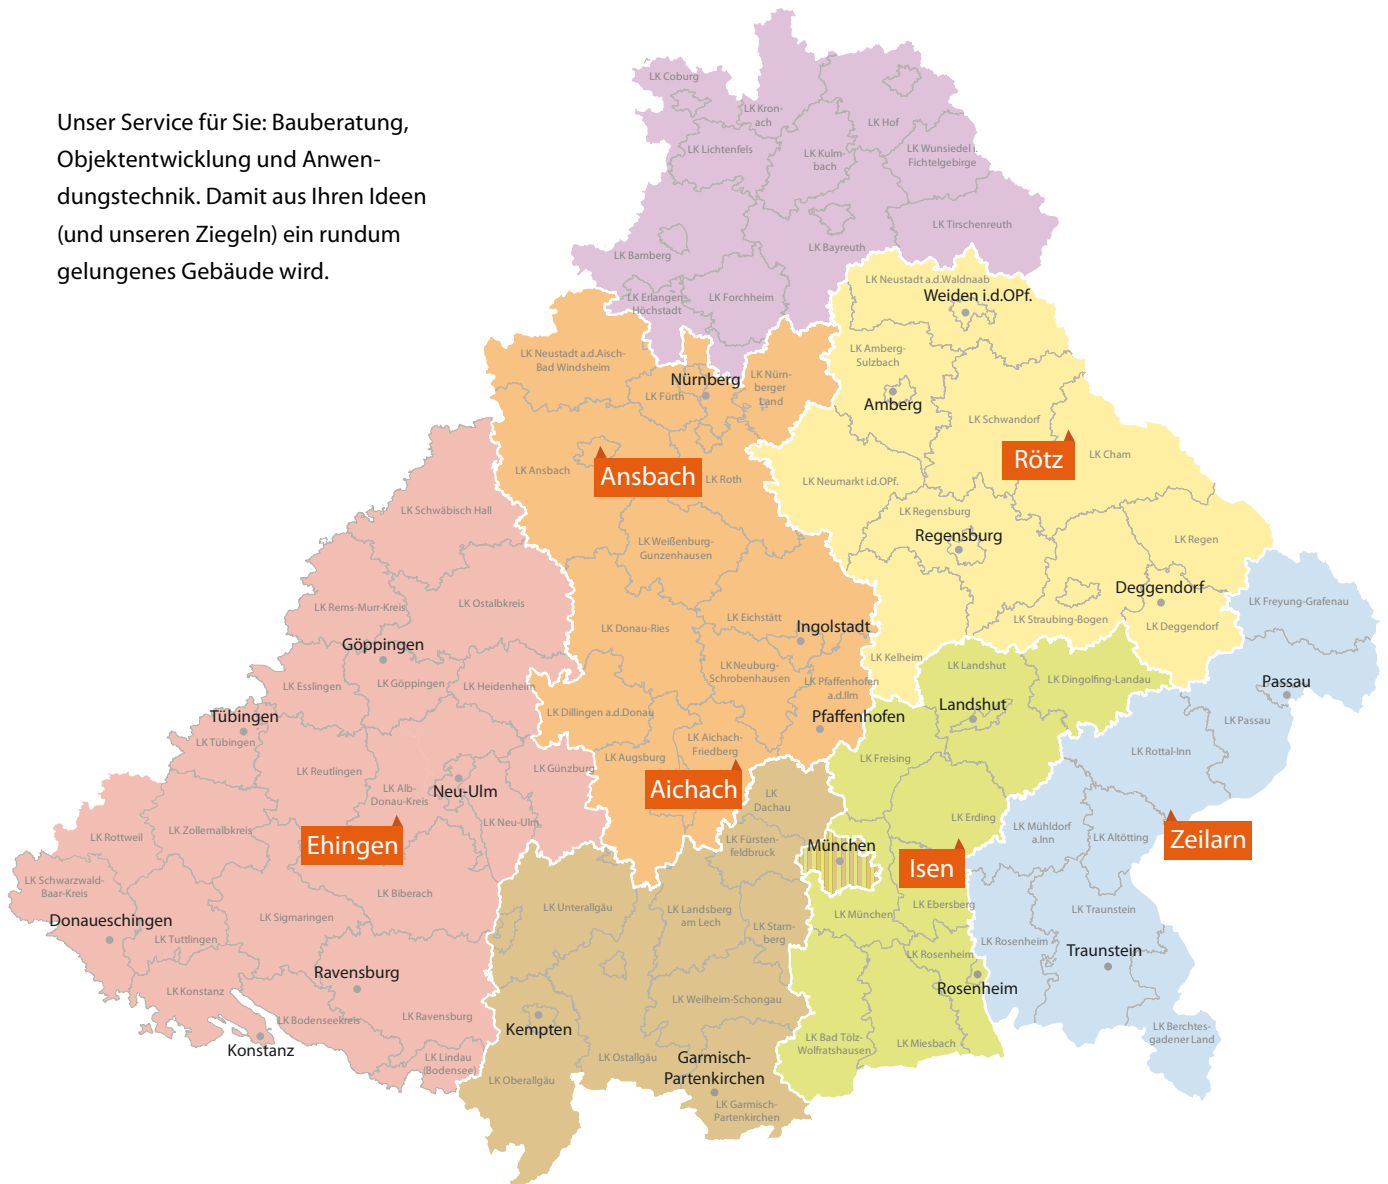 Unser Service für Sie: Bauberatung,
Objektentwicklung und Anwen-
dungstechnik. Damit aus Ihren Ideen
(und unseren Ziegeln) ein rundum
gelungenes Gebäude wird.
LK Coburg
LK Kron-
ach
LK Hof
LK Lichtenfels
LK Kulm-
bach
LK Wunsiedel i.
Fichtelgebirge
LK Tirschenreuth
LK Bayreuth
LK Bamberg
LK Erlangen-
Höchstadt
LK Forchheim
LK Neustadt a.d.Waldnaab
Weiden i.d.OPf.
LK Amberg-
Sulzbach
Amberg
LK Schwandorf
Rötz
LK Cham
LK Neumarkt i.d.OPf.
LK Regensburg
Regensburg
LK Regen
Deggendorf
LK Straubing-Bogen
LK Deggendorf
LK Kelheim
LK Neustadt a.d.Aisch-
Bad Windsheim
Nürnberg
LK Fürth
LK Nürn-
berger
Land
LK Ansbach
Ansbach
LK Roth
LK Weißenburg-
Gunzenhausen
LK Donau-Ries
LK Eichstätt
Ingolstadt
LK Neuburg-
Schrobenhausen
LK Pfaffenhofen
a.d.Ilm
Pfaffenhofen
LK Dillingen a.d.Donau
LK Augsburg
LK Aichach-
Friedberg
Aichach
LK Schwäbisch Hall
LK Rems-Murr-Kreis
LK Ostalbkreis
Göppingen
LK Esslingen
LK Göppingen
LK Heidenheim
Tübingen
LK Tübingen
LK Reutlingen
LK Alb-
Donau-Kreis
Neu-Ulm
LK Günzburg
LK Neu-Ulm
Ehingen
LK Rottweil
LK Zollernalbkreis
LK Schwarzwald-
Baar-Kreis
Donaueschingen
LK Tuttlingen
LK Sigmaringen
LK Biberach
Ravensburg
LK Konstanz
LK Bodenseekreis
LK Ravensburg
Konstanz
LK Lindau
(Bodensee)
LK
Dachau
LK Fürsten-
feldbruck
LK Unterallgäu
LK Landsberg
am Lech
LK Starn-
berg
LK Weilheim-Schongau
Kempten
LK Ostallgäu
LK Oberallgäu
Garmisch-
Partenkirchen
LK Garmisch-
Partenkirchen
LK Landshut
LK Dingolfing-Landau
Landshut
LK Freising
LK Erding
München
Isen
LK Ebersberg
LK München
LK Rosenheim
Rosenheim
LK Bad Tölz-
Wolfratshausen
LK Miesbach
LK Freyung-Grafenau
Passau
LK Passau
LK Rottal-Inn
LK Mühldorf
a.Inn
LK Altötting
Zeilarn
LK Traunstein
LK Rosenheim
Traunstein
LK Berchtes-
gadener Land